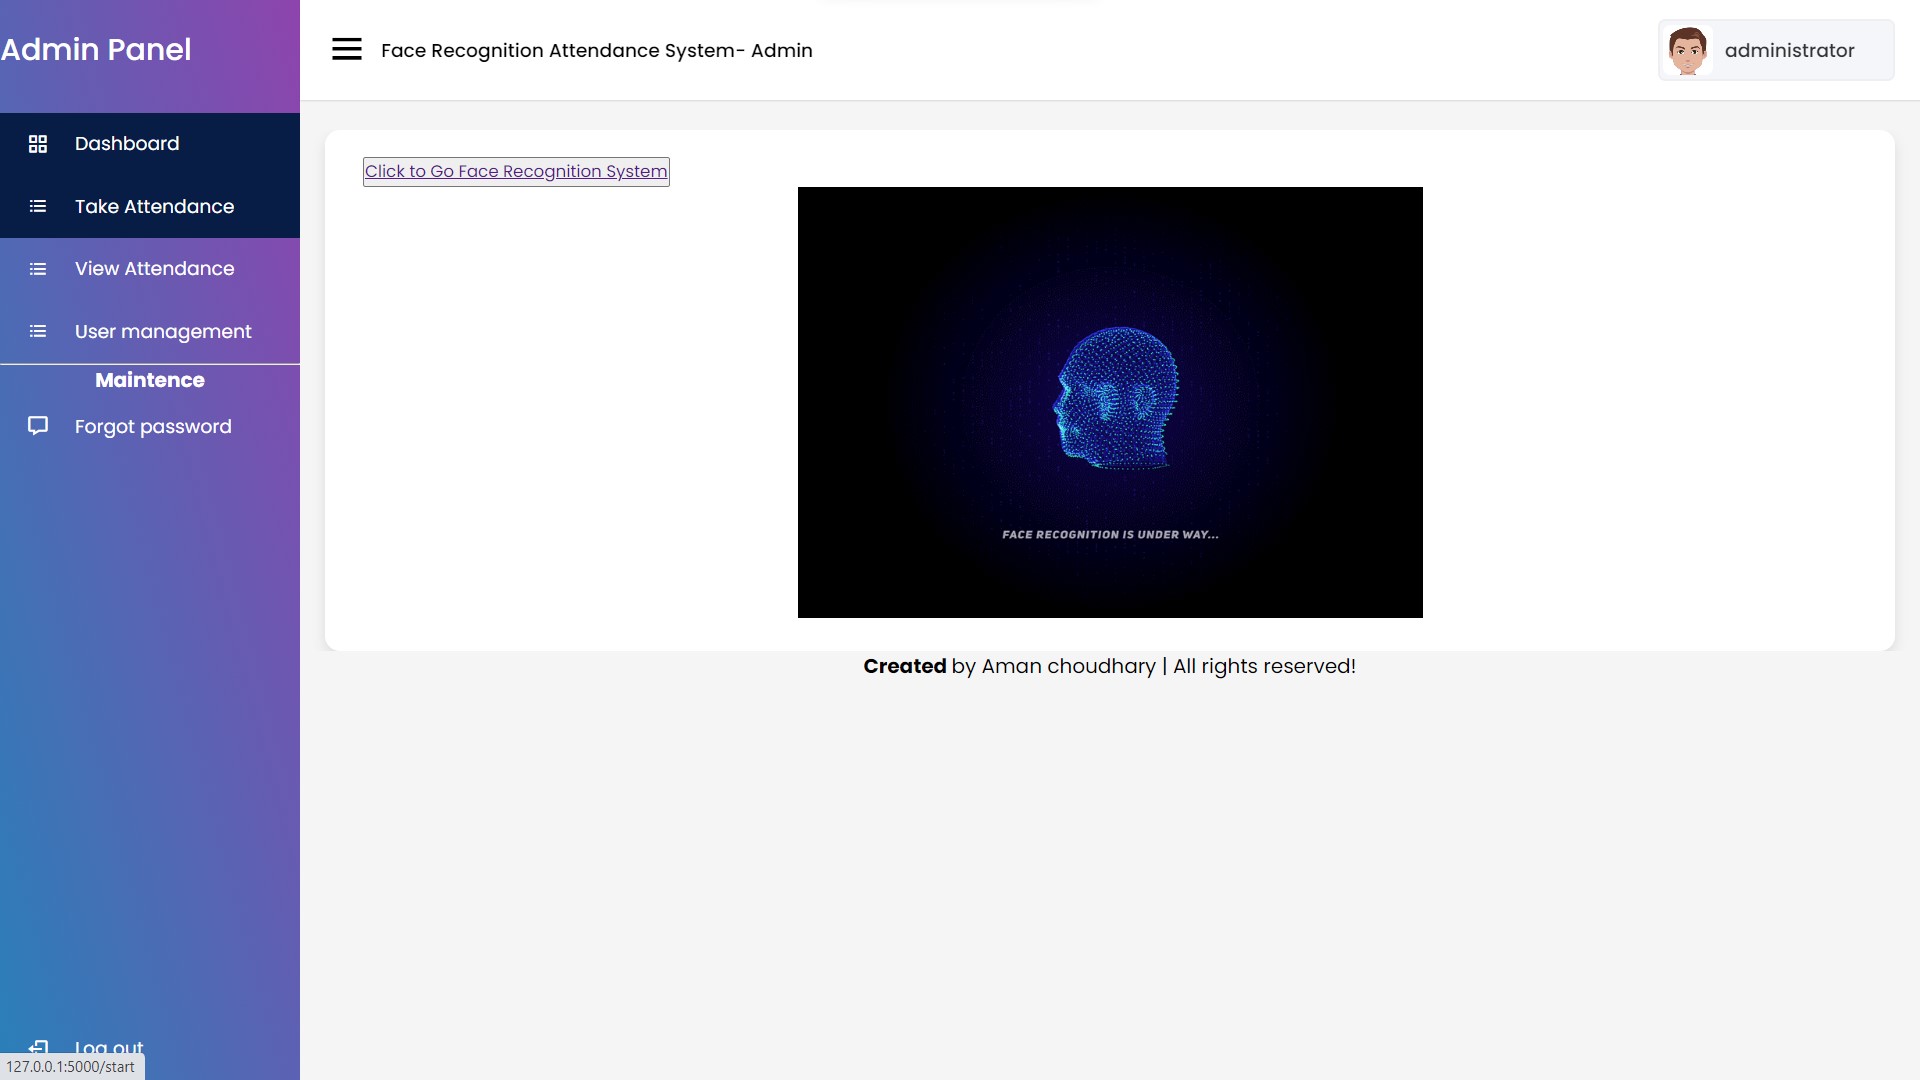 Admin Panel
Face Recognition Attendance System- Admin
administrator
Dashboard
Take Attendance
View Attendance
User management
Maintence
Forgot password
Log out
Click to Go Face Recognition System
FACE RECOGNITION IS UNDER WAY...
Created by Aman choudhary | All rights reserved!
127.0.0.1:5000/start